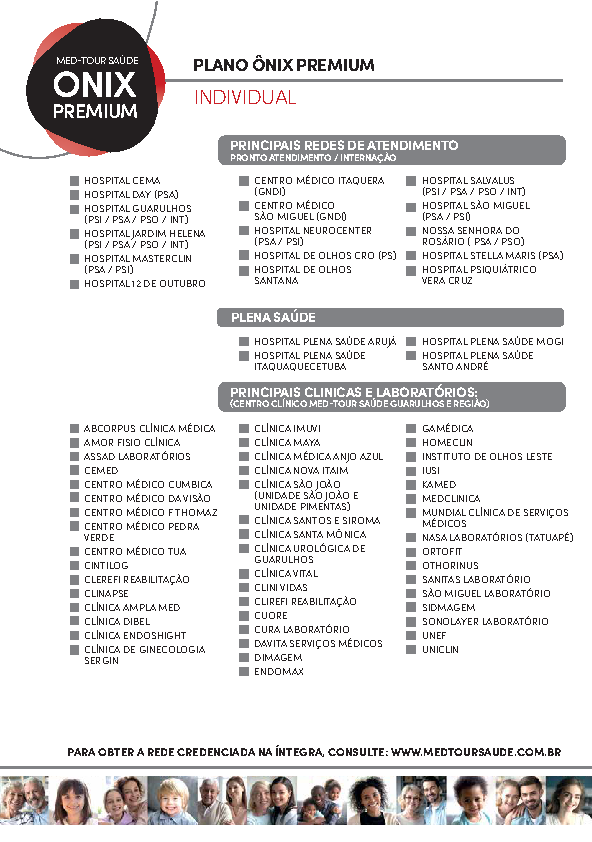 MED-TOUR SAÚDE
ONIX
PREMIUM
PLANO ÔNIX PREMIUM
INDIVIDUAL
PRINCIPAIS REDES DE ATENDIMENTO
PRONTO ATENDIMENTO / INTERNAÇÃO
HOSPITAL CEMA
HOSPITAL DAY (PSA)
HOSPITAL GUARULHOS
(PSI / PSA / PSO / INT)
HOSPITAL JARDIM HELENA
(PSI / PSA / PSO / INT)
HOSPITAL MASTERCLIN
(PSA / PSI)
HOSPITAL 12 DE OUTUBRO
CENTRO MÉDICO ITAQUERA
(GNDI)
CENTRO MÉDICO
SÃO MIGUEL (GNDI)
HOSPITAL NEUROCENTER
(PSA / PSI)
HOSPITAL DE OLHOS CRO (PS)
HOSPITAL DE OLHOS
SANTANA
HOSPITAL SALVALUS
(PSI / PSA / PSO / INT)
HOSPITAL SÃO MIGUEL
(PSA / PSI)
NOSSA SENHORA DO
ROSÁRIO ( PSA / PSO)
HOSPITAL STELLA MARIS (PSA)
HOSPITAL PSIQUIÁTRICO
VERA CRUZ
PLENA SAÚDE
HOSPITAL PLENA SAÚDE ARUJÁ
HOSPITAL PLENA SAÚDE
ITAQUAQUECETUBA
HOSPITAL PLENA SAÚDE MOGI
HOSPITAL PLENA SAÚDE
SANTO ANDRÉ
PRINCIPAIS CLINICAS E LABORATÓRIOS:
(CENTRO CLÍNICO MED-TOUR SAÚDE GUARULHOS E REGIÃO)
ABCORPUS CLÍNICA MÉDICA
AMOR FISIO CLÍNICA
ASSAD LABORATÓRIOS
CEMED
CENTRO MÉDICO CUMBICA
CENTRO MÉDICO DA VISÃO
CENTRO MÉDICO F THOMAZ
CENTRO MÉDICO PEDRA
VERDE
CENTRO MÉDICO TUA
CINTILOG
CLEREFI REABILITAÇÃO
CLINAPSE
CLÍNICA AMPLA MED
CLÍNICA DIBEL
CLÍNICA ENDOSHIGHT
CLÍNICA DE GINECOLOGIA
SERGIN
CLÍNICA IMUVI
CLÍNICA MAYA
CLÍNICA MÉDICA ANJO AZUL
CLÍNICA NOVA ITAIM
CLÍNICA SÃO JOÃO
(UNIDADE SÃO JOÃO E
UNIDADE PIMENTAS)
CLÍNICA SANTOS E SIROMA
CLÍNICA SANTA MÔNICA
CLÍNICA UROLÓGICA DE
GUARULHOS
CLÍNICA VITAL
CLINI VIDAS
CLIREFI REABILITAÇÃO
CUORE
CURA LABORATÓRIO
DAVITA SERVIÇOS MÉDICOS
DIMAGEM
ENDOMAX
GAMÉDICA
HOMECLIN
INSTITUTO DE OLHOS LESTE
IUSI
KAMED
MEDCLINICA
MUNDIAL CLÍNICA DE SERVIÇOS
MÉDICOS
NASA LABORATÓRIOS (TATUAPÉ)
ORTOFIT
OTHORINUS
SANITAS LABORATÓRIO
SÃO MIGUEL LABORATÓRIO
SIDMAGEM
SONOLAYER LABORATÓRIO
UNEF
UNICLIN
PARA OBTER A REDE CREDENCIADA NA ÍNTEGRA, CONSULTE: WWW.MEDTOURSAUDE.COM.BR